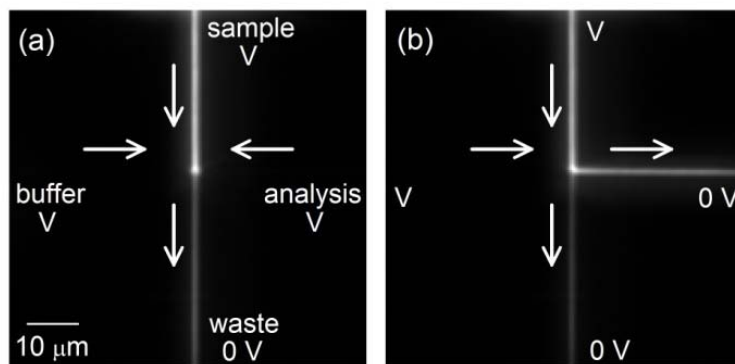 (a)
sample
V
buffer
V
analysis
V
waste
0 V
10 μm
(b)
V
V
0 V
0 V